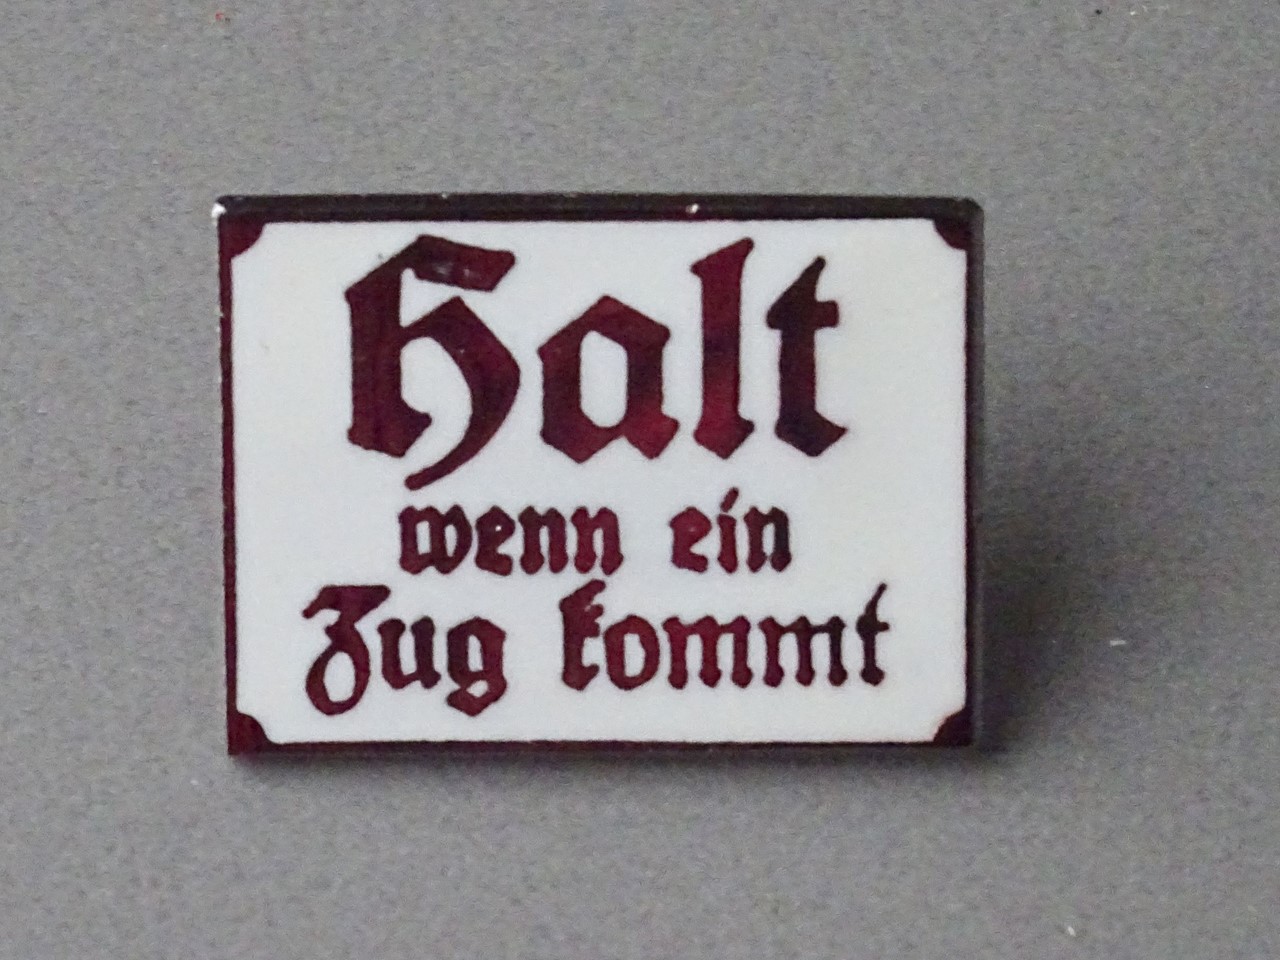 Halt
wenn ein
Zug kommt